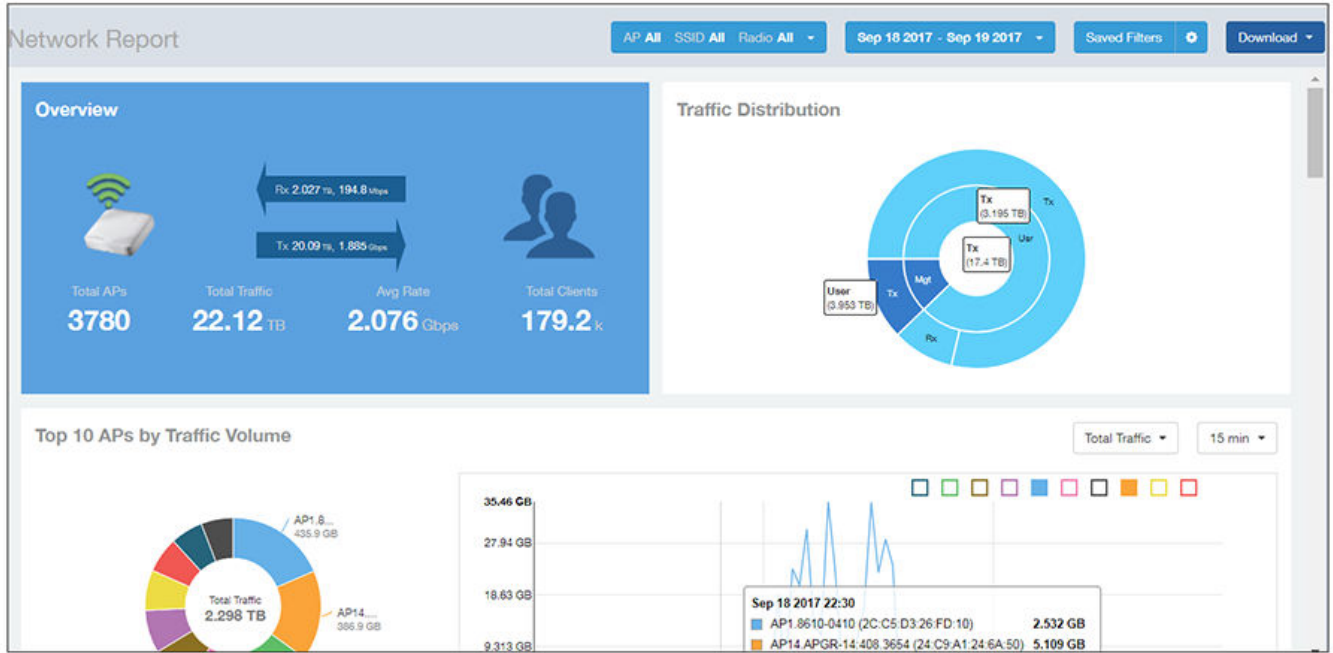 Network Report
AP All SSID All Radio All
Sep 18 2017 - Sep 19 2017
Saved Filters
Download
Overview
Rx 2.027 TB, 194.8 Mbps
Tx 20.09 TB, 1.885 Gbps
Total APs
3780
Total Traffic
22.12 TB
Avg Rate
2.076 Gbps
Total Clients
179.2 k
Traffic Distribution
Tx
(3.195 TB)
Tx
Tx
(17.4 TB)
Usr
User
(3.953 TB)
Tx
Mgt
Rx
Top 10 APs by Traffic Volume
Total Traffic
15 min
AP1.8...
435.9 GB
Total Traffic
2.298 TB
AP14....
386.9 GB
35.46 GB
27.94 GB
18.63 GB
9.313 GB
Sep 18 2017 22:30
AP1.8610-0410 (2C:C5:D3:26:FD:10) 2.532 GB
AP14.APGR-14:408.3654 (24:C9:A1:24:6A:50) 5.109 GB